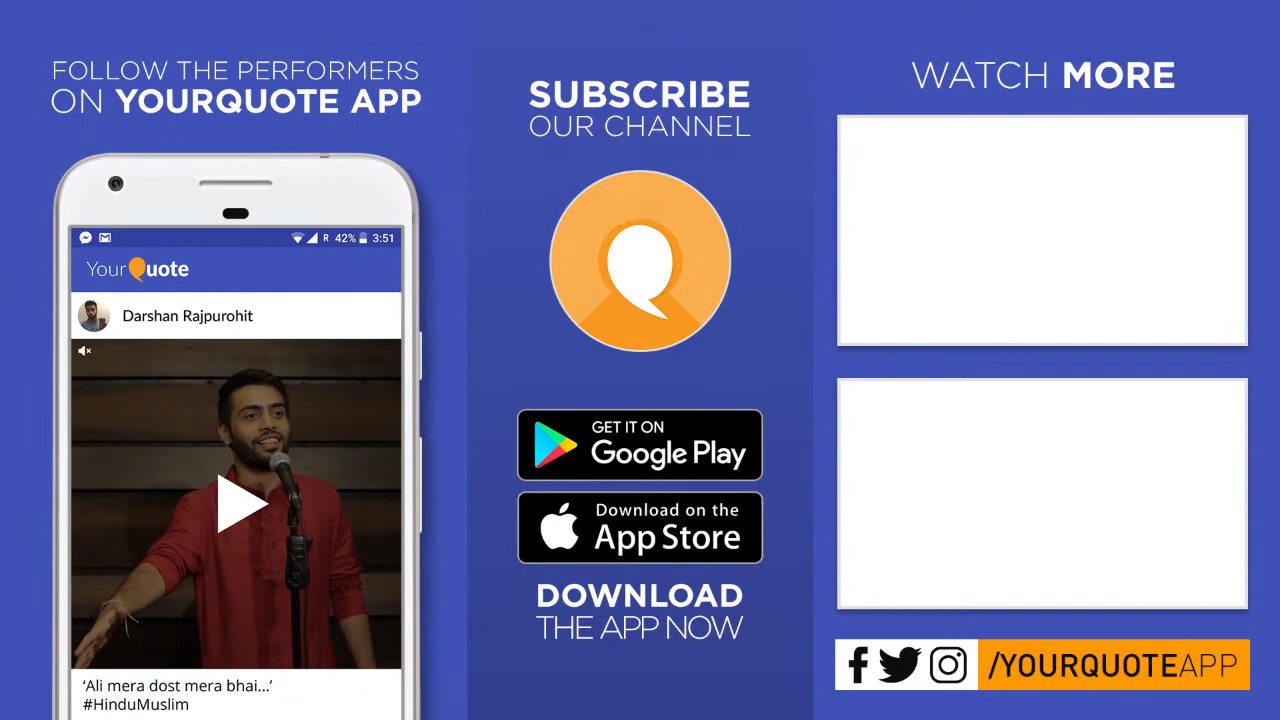 FOLLOW THE PERFORMERS
ON YOURQUOTE APP
R 42% 3:51
YourQuote
Darshan Rajpurohit
‘Ali mera dost mera bhai...’
#HinduMuslim
SUBSCRIBE
OUR CHANNEL
GET IT ON
Google Play
Download on the
App Store
DOWNLOAD
THE APP NOW
WATCH MORE
/YOURQUOTEAPP